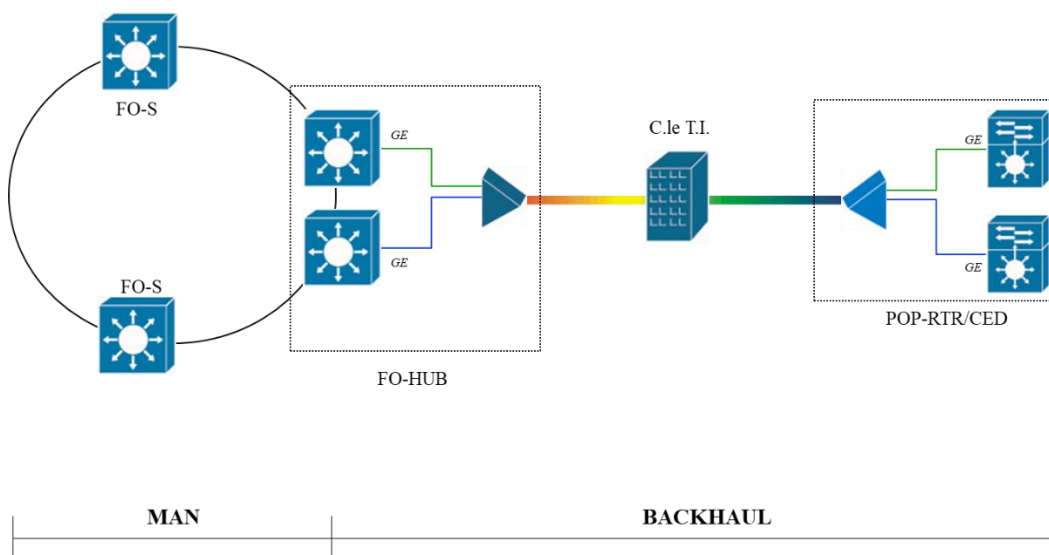 FO-S
GE
GE
C.le T.I.
GE
GE
FO-S
POP-RTR/CED
FO-HUB
MAN
BACKHAUL